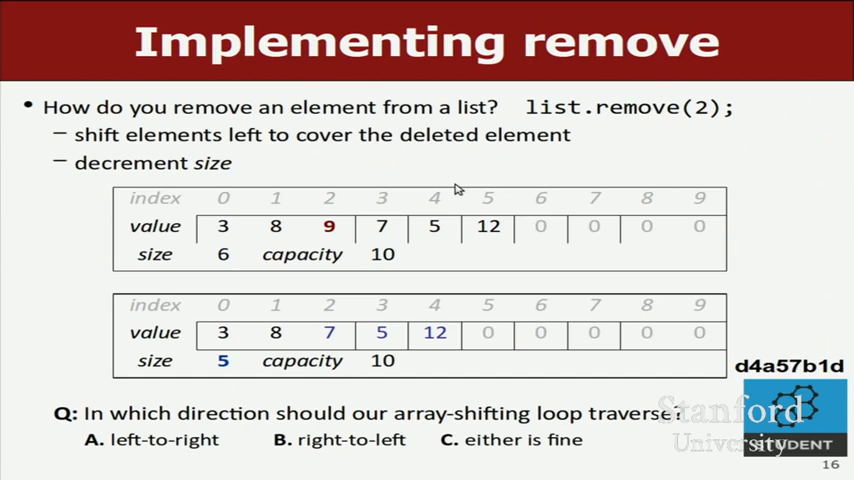 Implementing remove
• How do you remove an element from a list? list.remove(2);
– shift elements left to cover the deleted element
– decrement size
index 0 1 2 3 4 5 6 7 8 9
value 3 8 9 7 5 12 0 0 0 0
size 6 capacity 10
index 0 1 2 3 4 5 6 7 8 9
value 3 8 7 5 12 0 0 0 0 0
size 5 capacity 10
d4a57b1d
Q: In which direction should our array-shifting loop traverse?
A. left-to-right B. right-to-left C. either is fine
Stanford
University
STUDENT
16